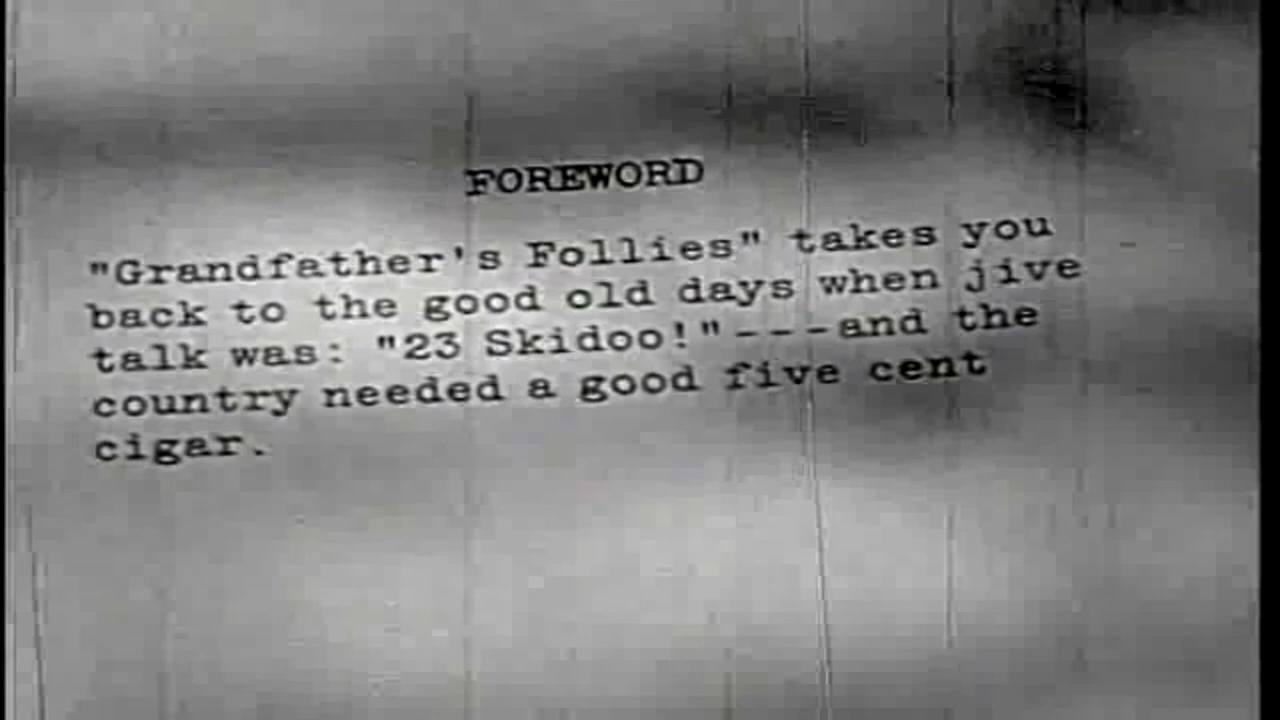 FOREWORD
"Grandfather's Follies" takes you
back to the good old days when jive
talk was: "23 Skidoo!"---and the
country needed a good five cent
cigar.